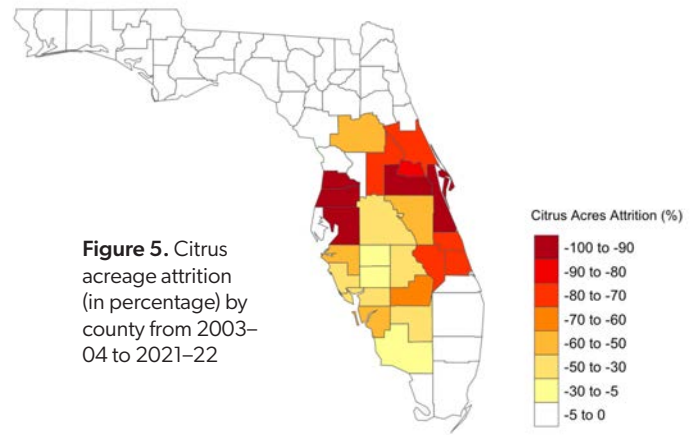 Figure 5. Citrus
acreage attrition
(in percentage) by
county from 2003–
04 to 2021–22
Citrus Acres Attrition (%)
-100 to -90
-90 to -80
-80 to -70
-70 to -60
-60 to -50
-50 to -30
-30 to -5
-5 to 0